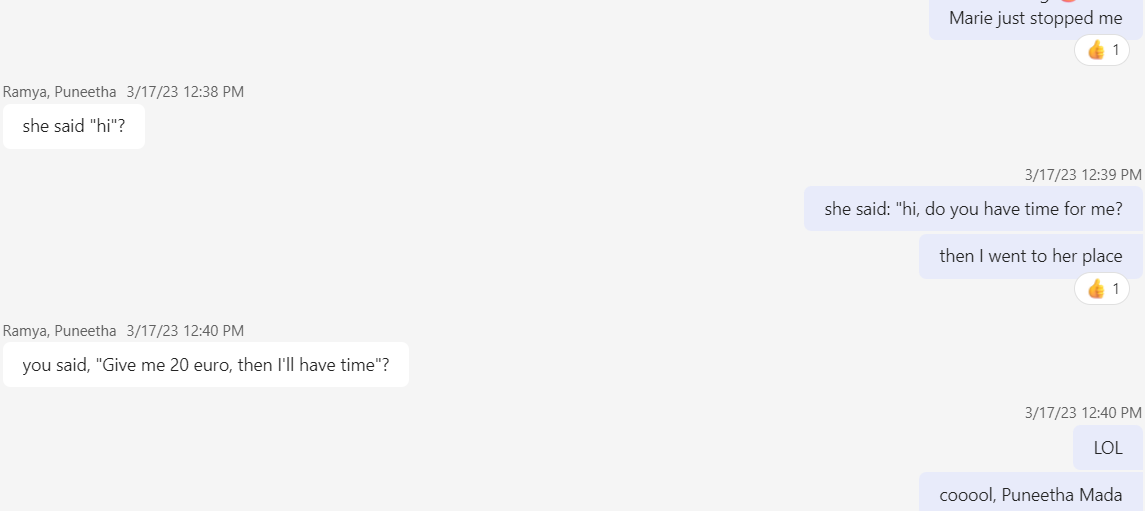 Marie just stopped me
👍 1
Ramya, Puneetha 3/17/23 12:38 PM
she said "hi"?
3/17/23 12:39 PM
she said: "hi, do you have time for me?
then I went to her place
👍 1
Ramya, Puneetha 3/17/23 12:40 PM
you said, "Give me 20 euro, then I'll have time"?
3/17/23 12:40 PM
LOL
cooool, Puneetha Mada